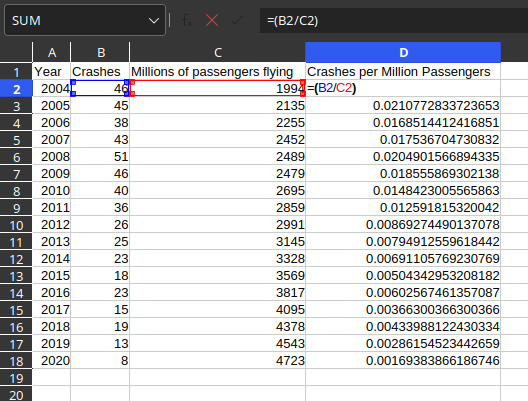 SUM =(B2/C2)
A B C D
1 Year Crashes Millions of passengers flying Crashes per Million Passengers
2 2004 46 1994 =(B2/C2)
3 2005 45 2135 0.0210772833723653
4 2006 38 2255 0.0168514412416851
5 2007 43 2452 0.017536704730832
6 2008 51 2489 0.0204901566894335
7 2009 46 2479 0.018555869302138
8 2010 40 2695 0.0148423005565863
9 2011 36 2859 0.012591815320042
10 2012 26 2991 0.00869274490137078
11 2013 25 3145 0.00794912559618442
12 2014 23 3328 0.00691105769230769
13 2015 18 3569 0.00504342953208182
14 2016 23 3817 0.00602567461357087
15 2017 15 4095 0.00366300366300366
16 2018 19 4378 0.00433988122430334
17 2019 13 4543 0.00286154523442659
18 2020 8 4723 0.00169383866186746
19
20